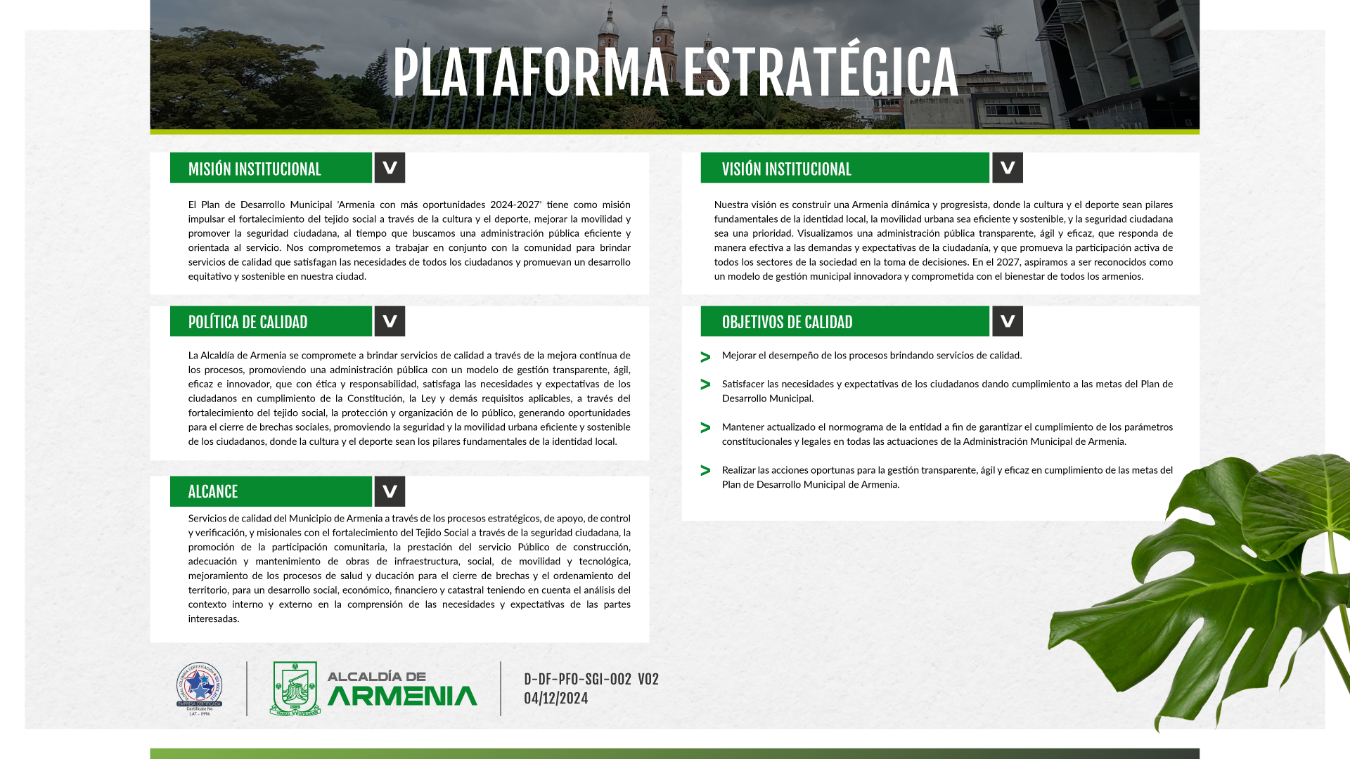 PLATAFORMA ESTRATÉGICA
MISIÓN INSTITUCIONAL V
El Plan de Desarrollo Municipal 'Armenia con más oportunidades 2024-2027' tiene como misión
impulsar el fortalecimiento del tejido social a través de la cultura y el deporte, mejorar la movilidad y
promover la seguridad ciudadana, al tiempo que buscamos una administración pública eficiente y
orientada al servicio. Nos comprometemos a trabajar en conjunto con la comunidad para brindar
servicios de calidad que satisfagan las necesidades de todos los ciudadanos y promuevan un desarrollo
equitativo y sostenible en nuestra ciudad.
VISIÓN INSTITUCIONAL V
Nuestra visión es construir una Armenia dinámica y progresista, donde la cultura y el deporte sean pilares
fundamentales de la identidad local, la movilidad urbana sea eficiente y sostenible, y la seguridad ciudadana
sea una prioridad. Visualizamos una administración pública transparente, ágil y eficaz, que responda de
manera efectiva a las demandas y expectativas de la ciudadanía, y que promueva la participación activa de
todos los sectores de la sociedad en la toma de decisiones. En el 2027, aspiramos a ser reconocidos como
un modelo de gestión municipal innovadora y comprometida con el bienestar de todos los armenios.
POLÍTICA DE CALIDAD V
La Alcaldía de Armenia se compromete a brindar servicios de calidad a través de la mejora contínua de
los procesos, promoviendo una administración pública con un modelo de gestión transparente, ágil,
eficaz e innovador, que con ética y responsabilidad, satisfaga las necesidades y expectativas de los
ciudadanos en cumplimiento de la Constitución, la Ley y demás requisitos aplicables, a través del
fortalecimiento del tejido social, la protección y organización de lo público, generando oportunidades
para el cierre de brechas sociales, promoviendo la seguridad y la movilidad urbana eficiente y sostenible
de los ciudadanos, donde la cultura y el deporte sean los pilares fundamentales de la identidad local.
OBJETIVOS DE CALIDAD V
> Mejorar el desempeño de los procesos brindando servicios de calidad.
> Satisfacer las necesidades y expectativas de los ciudadanos dando cumplimiento a las metas del Plan de
Desarrollo Municipal.
> Mantener actualizado el normograma de la entidad a fin de garantizar el cumplimiento de los parámetros
constitucionales y legales en todas las actuaciones de la Administración Municipal de Armenia.
> Realizar las acciones oportunas para la gestión transparente, ágil y eficaz en cumplimiento de las metas del
Plan de Desarrollo Municipal de Armenia.
ALCANCE V
Servicios de calidad del Municipio de Armenia a través de los procesos estratégicos, de apoyo, de control
y verificación, y misionales con el fortalecimiento del Tejido Social a través de la seguridad ciudadana, la
promoción de la participación comunitaria, la prestación del servicio Público de construcción,
adecuación y mantenimiento de obras de infraestructura, social, de movilidad y tecnológica,
mejoramiento de los procesos de salud y ducación para el cierre de brechas y el ordenamiento del
territorio, para un desarrollo social, económico, financiero y catastral teniendo en cuenta el análisis del
contexto interno y externo en la comprensión de las necesidades y expectativas de las partes
interesadas.
ALCALDÍA DE
ARMENIA
D-DF-PFO-SGI-002 V02
04/12/2024